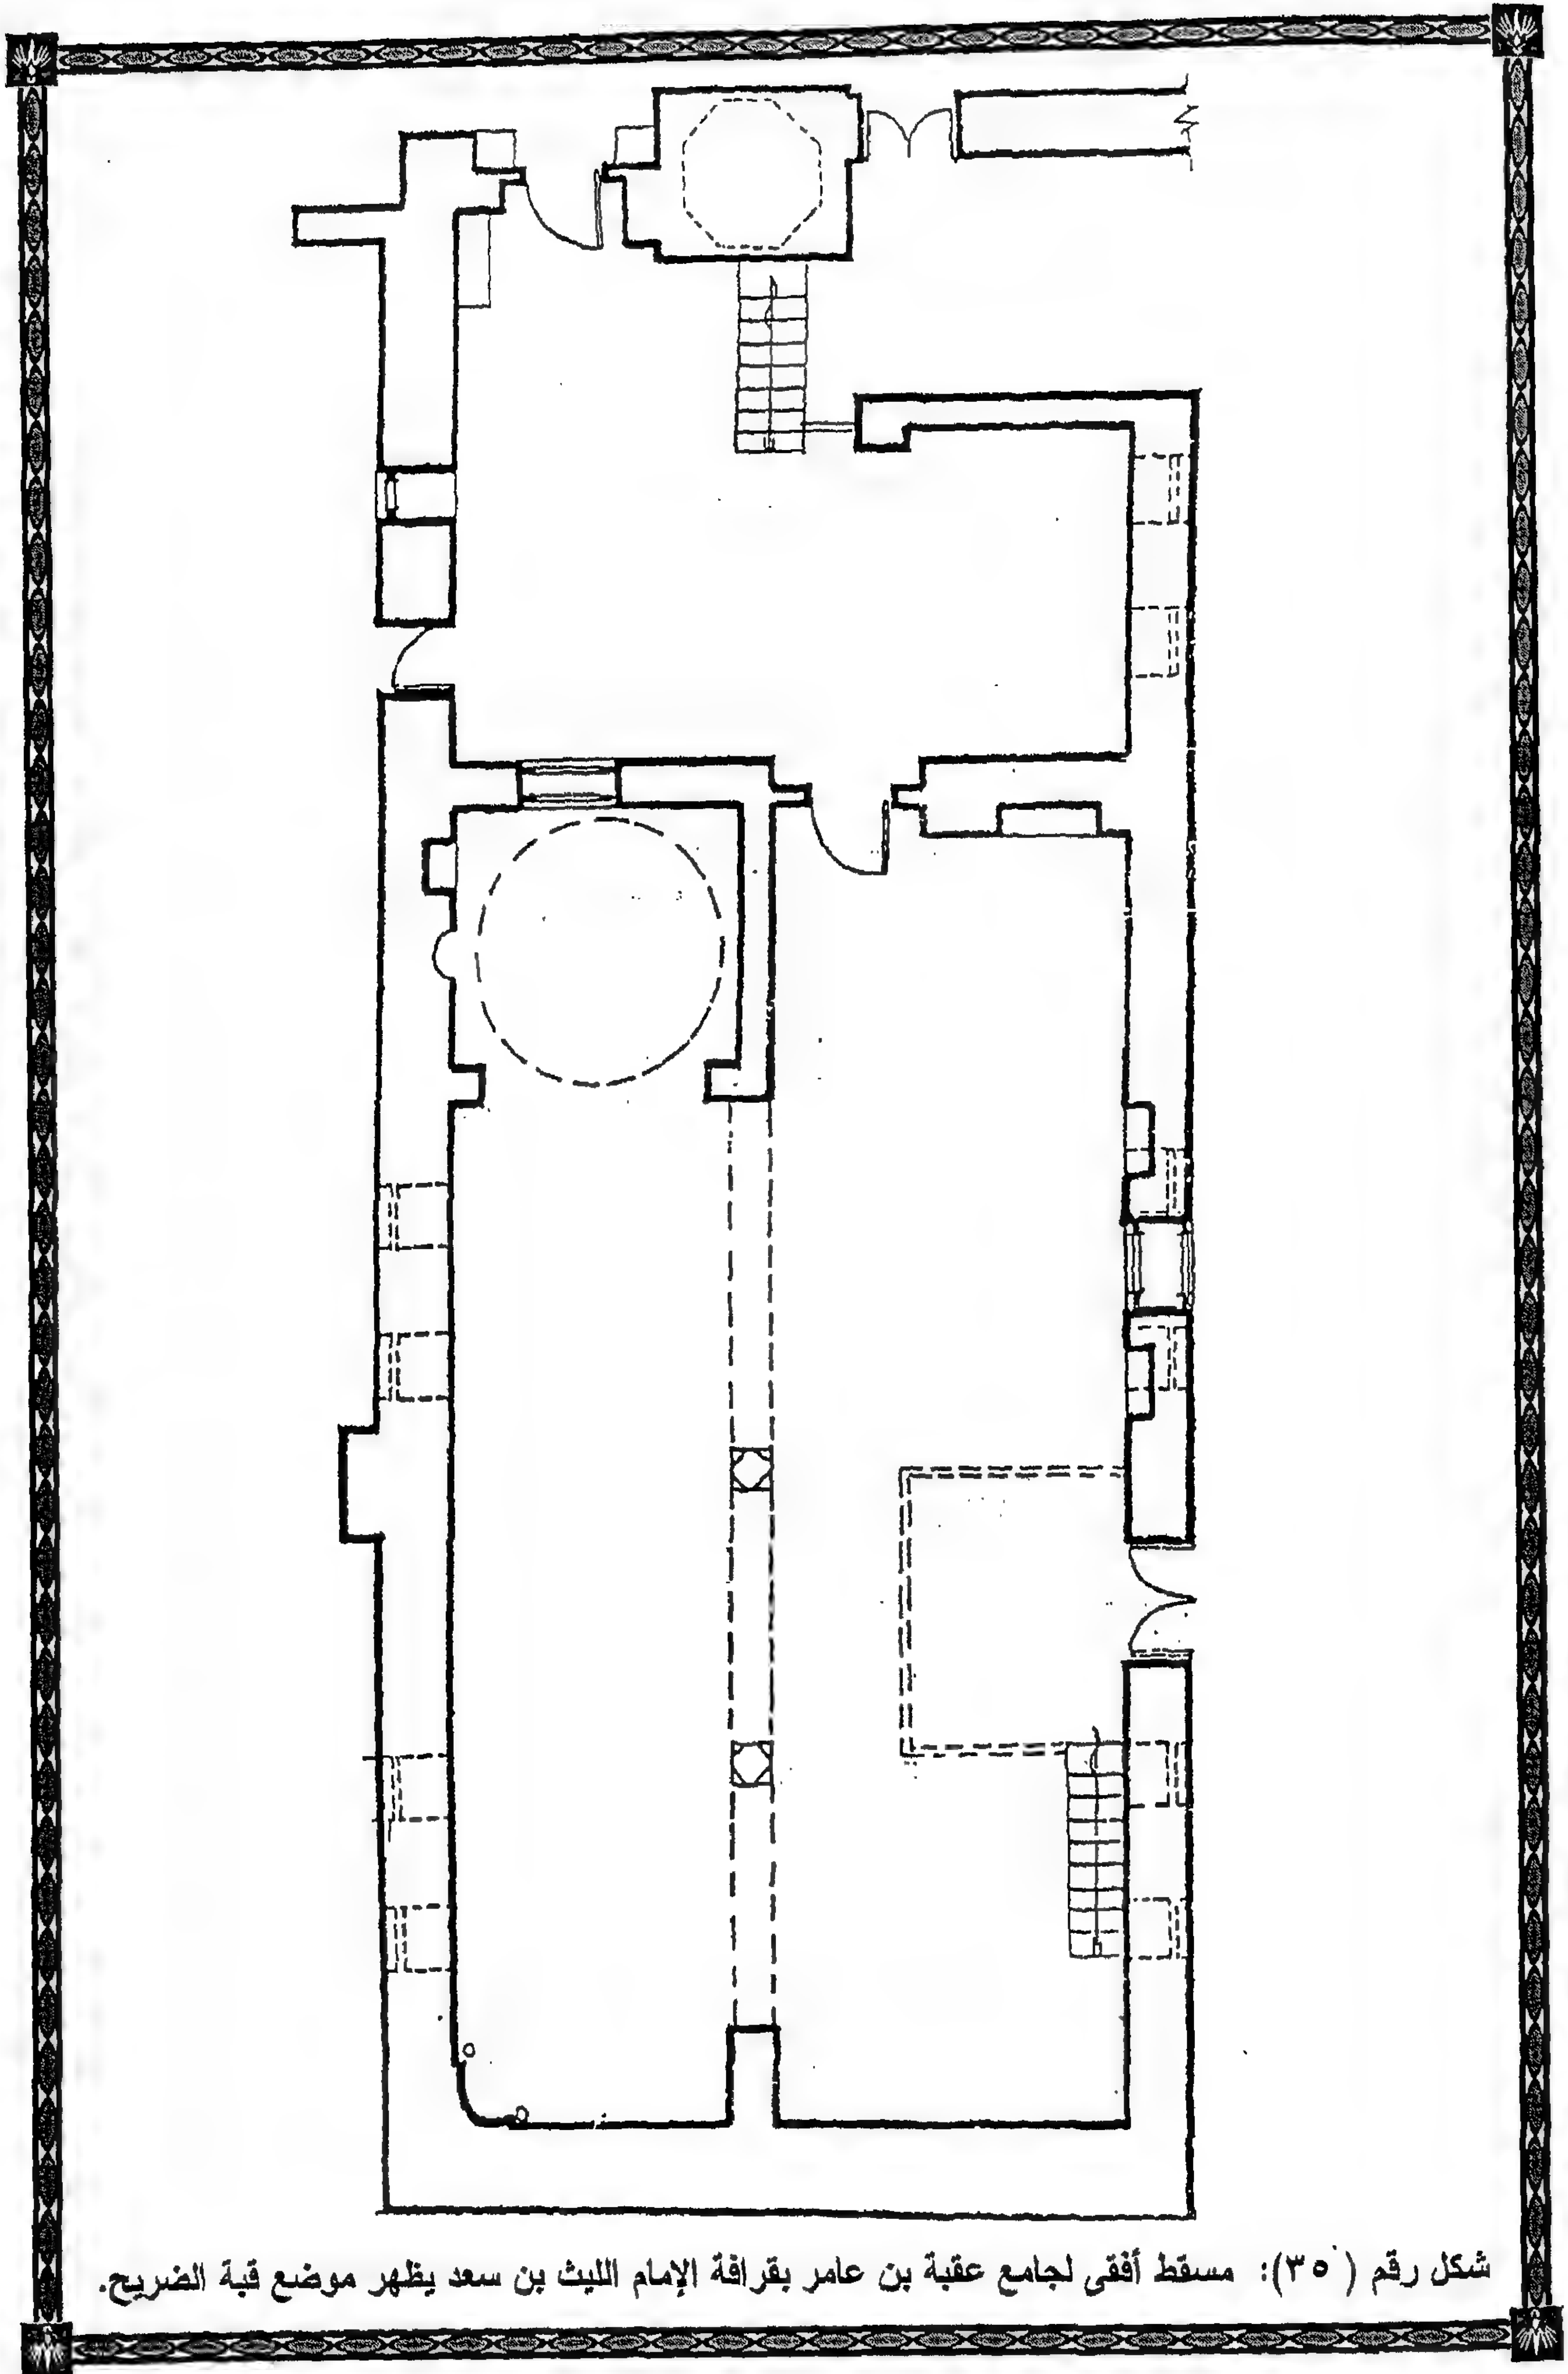 شكل رقم (٣٥): مسقط أفقى لجامع عقبة بن عامر بقرافة الإمام الليث بن سعد يظهر موضع قبة الضريح.